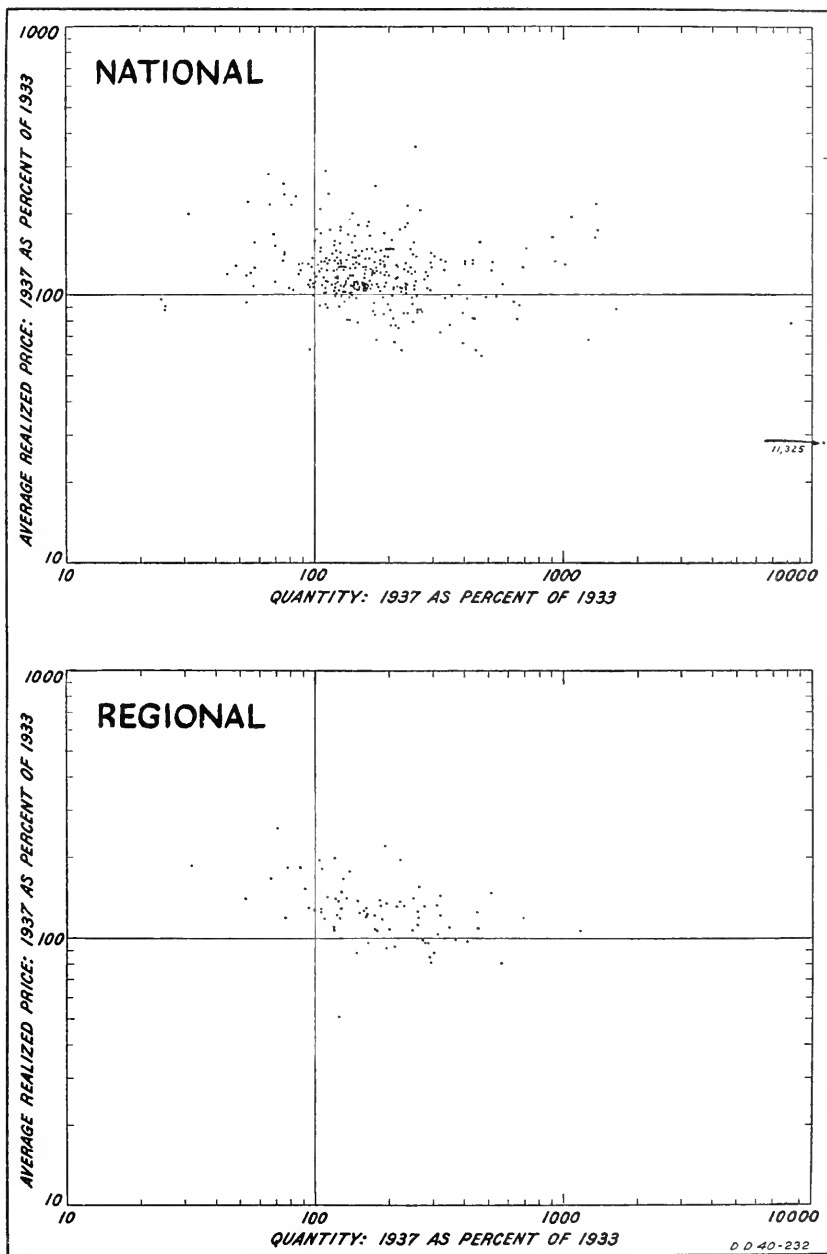 NATIONAL
AVERAGE REALIZED PRICE: 1937 AS PERCENT OF 1933
1000
100
10
11,325
10 100 1000 10000
QUANTITY: 1937 AS PERCENT OF 1933
REGIONAL
AVERAGE REALIZED PRICE: 1937 AS PERCENT OF 1933
1000
100
10
10 100 1000 10000
QUANTITY: 1937 AS PERCENT OF 1933
D D 40-232